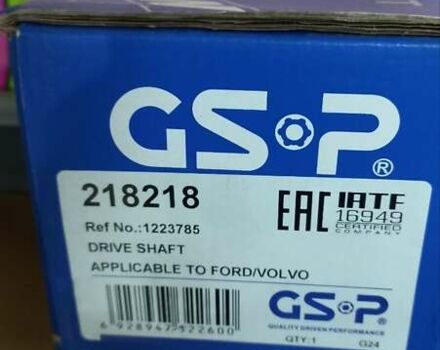 GSP®
218218
Ref No.:1223785
DRIVE SHAFT
APPLICABLE TO FORD/VOLVO
EAC
IATF
16949
CERTIFIED
COMPANY
GSP
QUALITY DRIVEN PERFORMANCE
QTY:1 G24